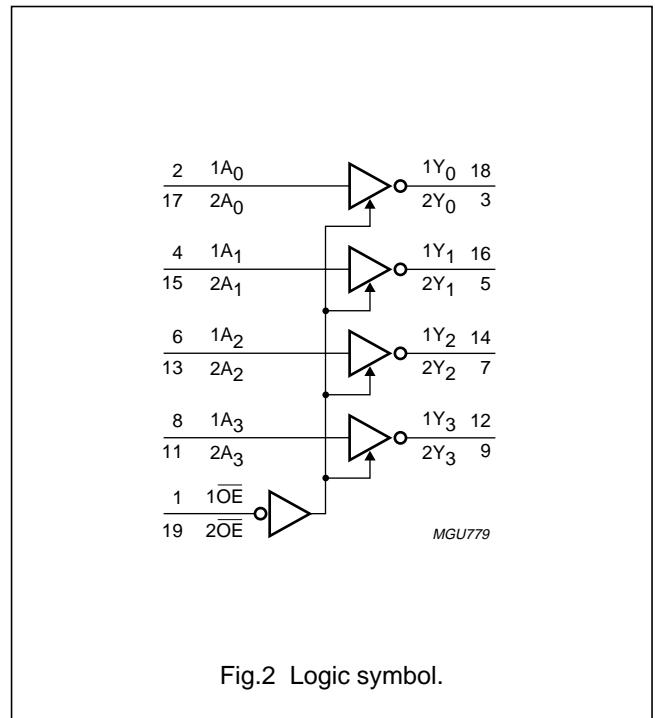 2 1A0 1Y0 18
17 2A0 2Y0 3
4 1A1 1Y1 16
15 2A1 2Y1 5
6 1A2 1Y2 14
13 2A2 2Y2 7
8 1A3 1Y3 12
11 2A3 2Y3 9
1 1O̅E̅
19 2O̅E̅
MGU779
Fig.2 Logic symbol.